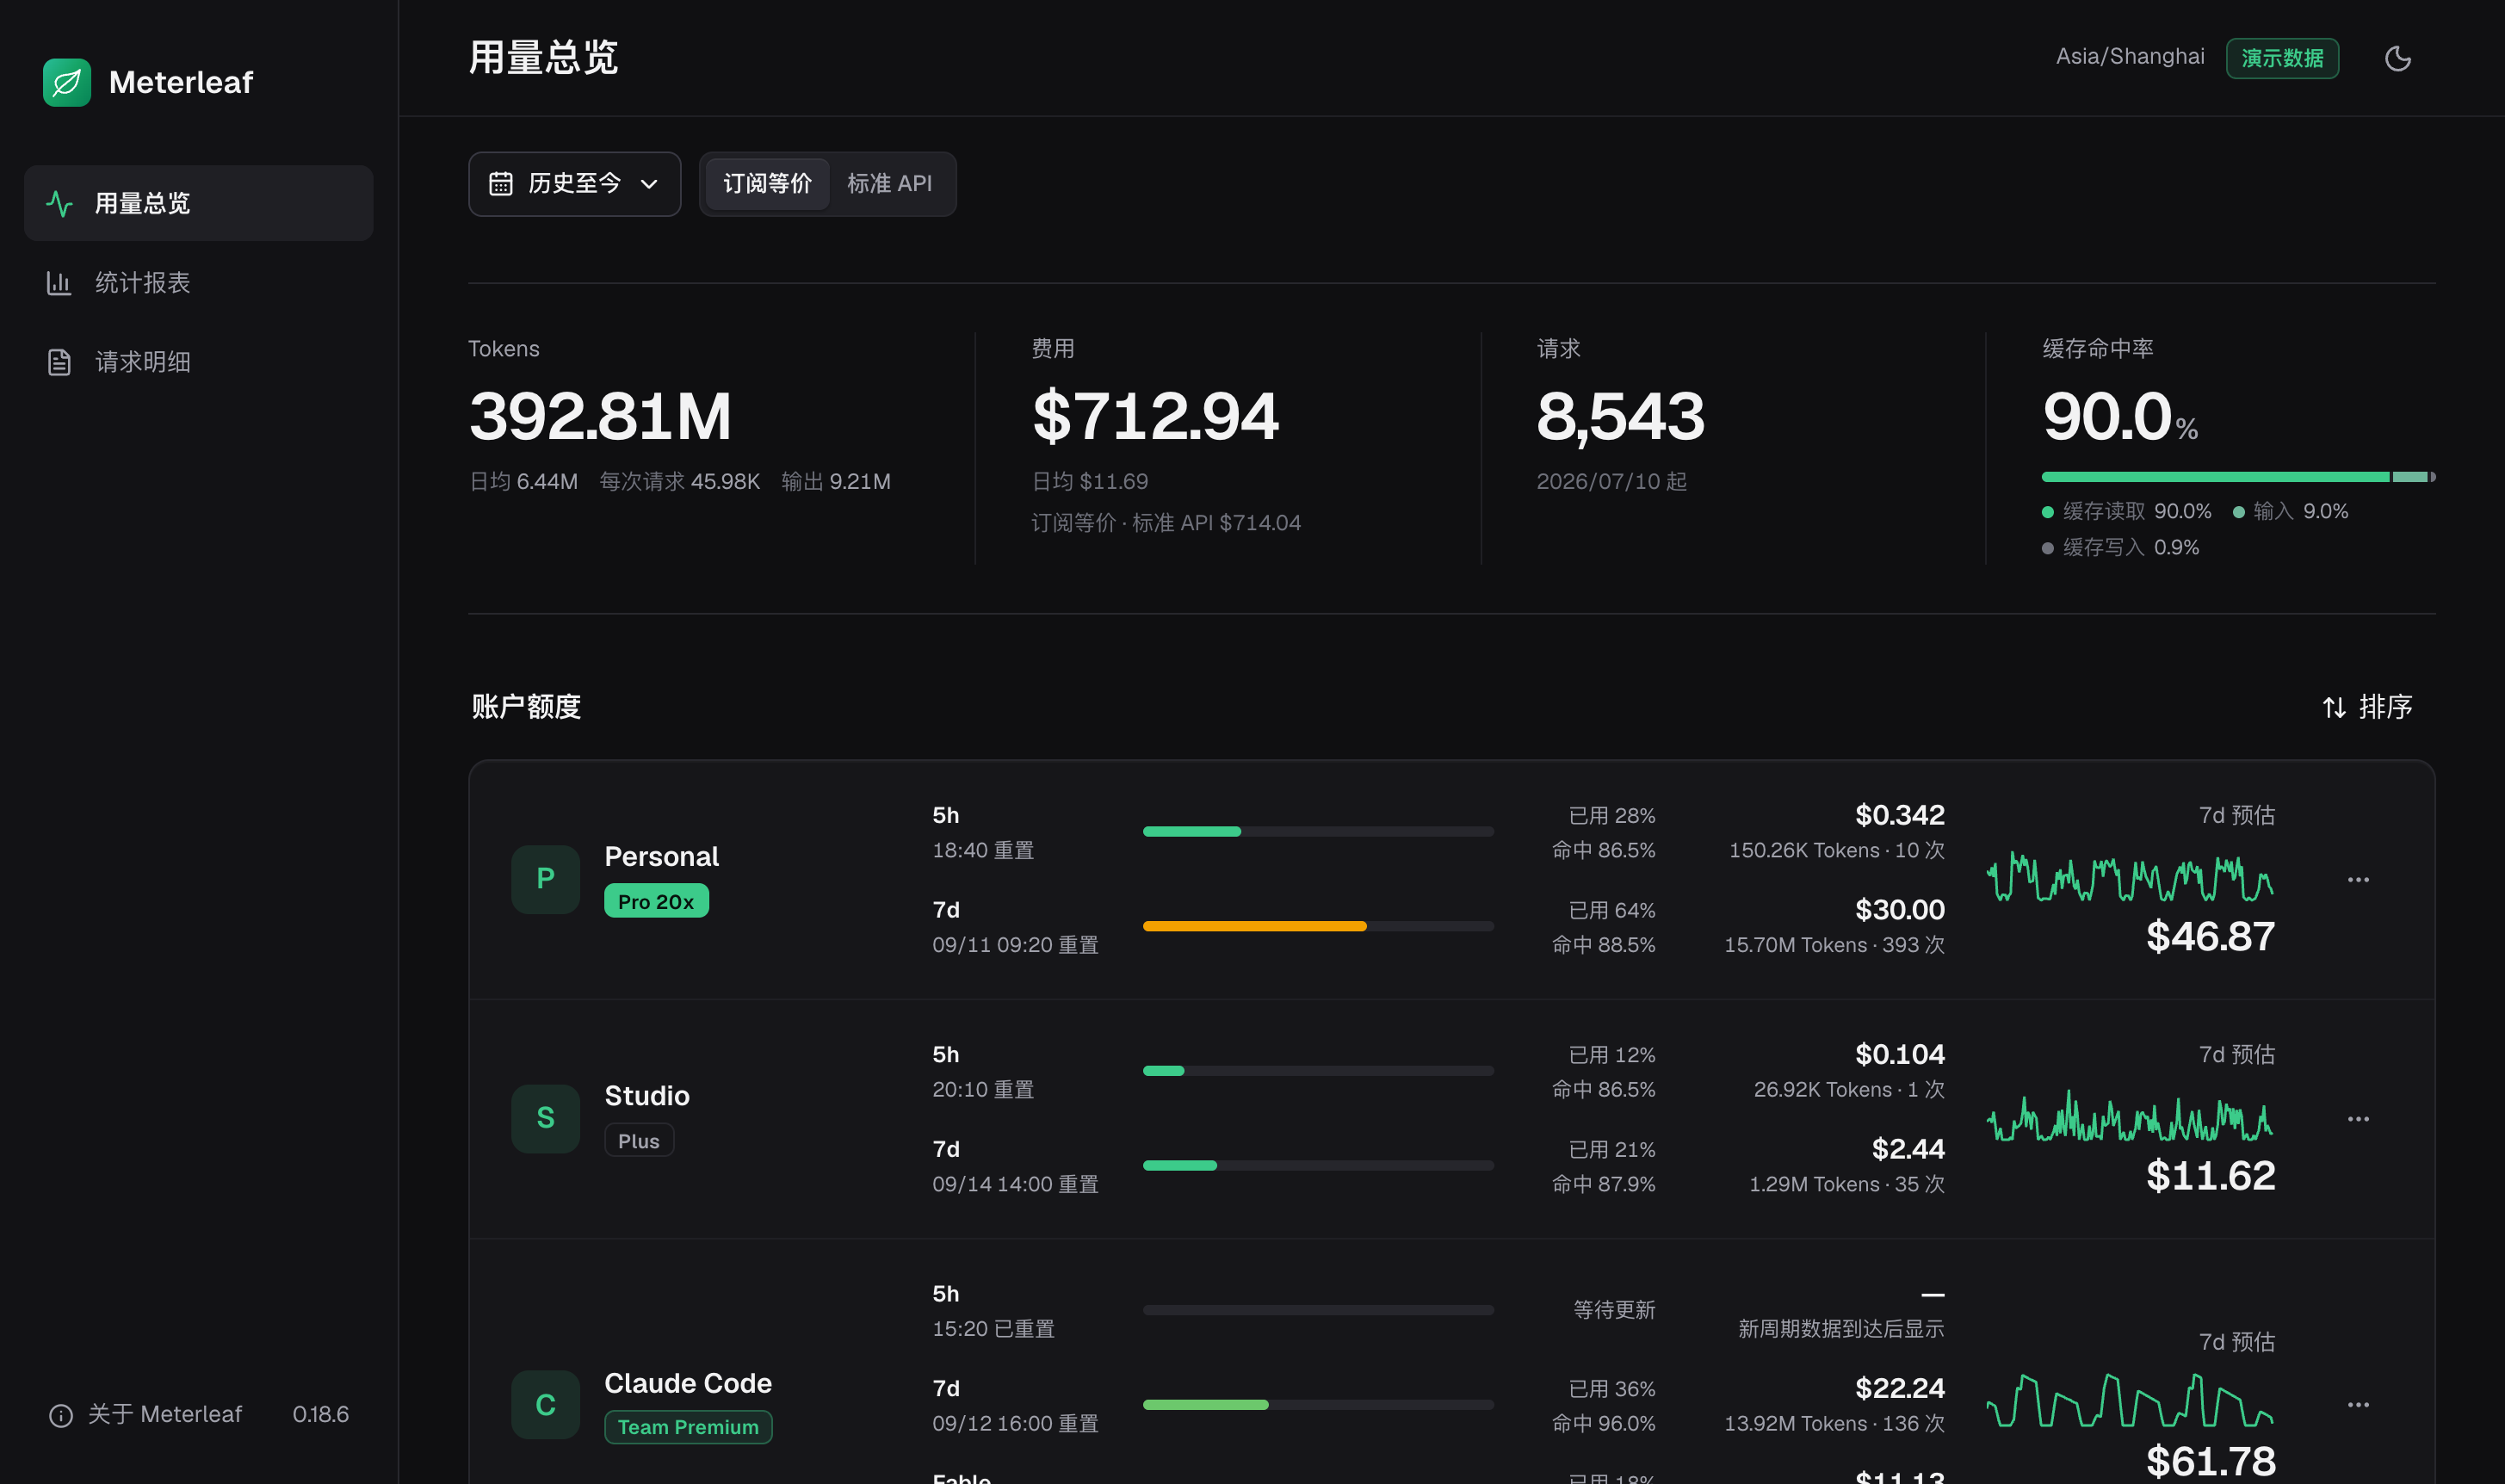 Meterleaf
用量总览
统计报表
请求明细
关于 Meterleaf 0.18.6
用量总览
Asia/Shanghai 演示数据
历史至今 订阅等价 标准 API
Tokens
392.81M
日均 6.44M 每次请求 45.98K 输出 9.21M
费用
$712.94
日均 $11.69
订阅等价 · 标准 API $714.04
请求
8,543
2026/07/10 起
缓存命中率
90.0%
缓存读取 90.0% 输入 9.0%
缓存写入 0.9%
账户额度 排序
P
Personal
Pro 20x
5h
18:40 重置
已用 28%
命中 86.5%
$0.342
150.26K Tokens · 10 次
7d
09/11 09:20 重置
已用 64%
命中 88.5%
$30.00
15.70M Tokens · 393 次
7d 预估
$46.87
S
Studio
Plus
5h
20:10 重置
已用 12%
命中 86.5%
$0.104
26.92K Tokens · 1 次
7d
09/14 14:00 重置
已用 21%
命中 87.9%
$2.44
1.29M Tokens · 35 次
7d 预估
$11.62
C
Claude Code
Team Premium
5h
15:20 已重置
等待更新
—
新周期数据到达后显示
7d
09/12 16:00 重置
已用 36%
命中 96.0%
$22.24
13.92M Tokens · 136 次
7d 预估
$61.78
Fable
已用 18%
$11.13